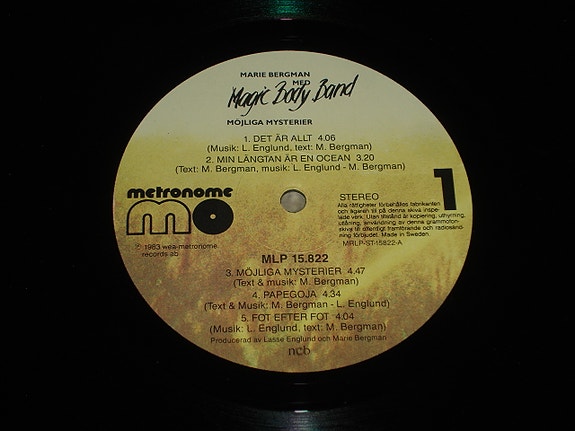 MARIE BERGMAN
MED
Magic Body Band
MÖJLIGA MYSTERIER
1. DET ÄR ALLT 4.06
(Musik: L. Englund, text: M. Bergman)
2. MIN LÄNGTAN ÄR EN OCEAN 3.20
(Text: M. Bergman, musik: L. Englund - M. Bergman)
metronome
mo
℗ 1983 wea-metronome
records ab
STEREO
1
Alla rättigheter förbehålles fabrikanten
och ägaren till på denna skiva inspe-
lade verk. Utan tillstånd är kopiering, uthyrning,
utlåning, användning av denna grammofon-
skiva till offentligt framförande och radiosänd-
ning förbjudet. Made in Sweden.
MRLP-ST-15822-A
MLP 15.822
3. MÖJLIGA MYSTERIER 4.47
(Text & musik: M. Bergman)
4. PAPEGOJA 4.34
(Text & Musik: M. Bergman - L. Englund)
5. FOT EFTER FOT 4.04
(Musik: L. Englund, text: M. Bergman)
Producerad av Lasse Englund och Marie Bergman
ncb